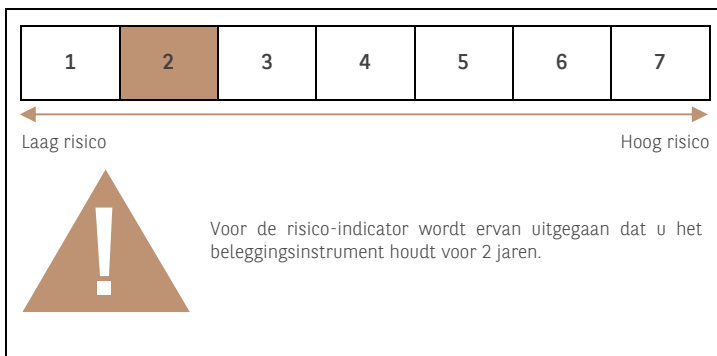 1 2 3 4 5 6 7
Laag risico Hoog risico
!
Voor de risico-indicator wordt ervan uitgegaan dat u het
beleggingsinstrument houdt voor 2 jaren.